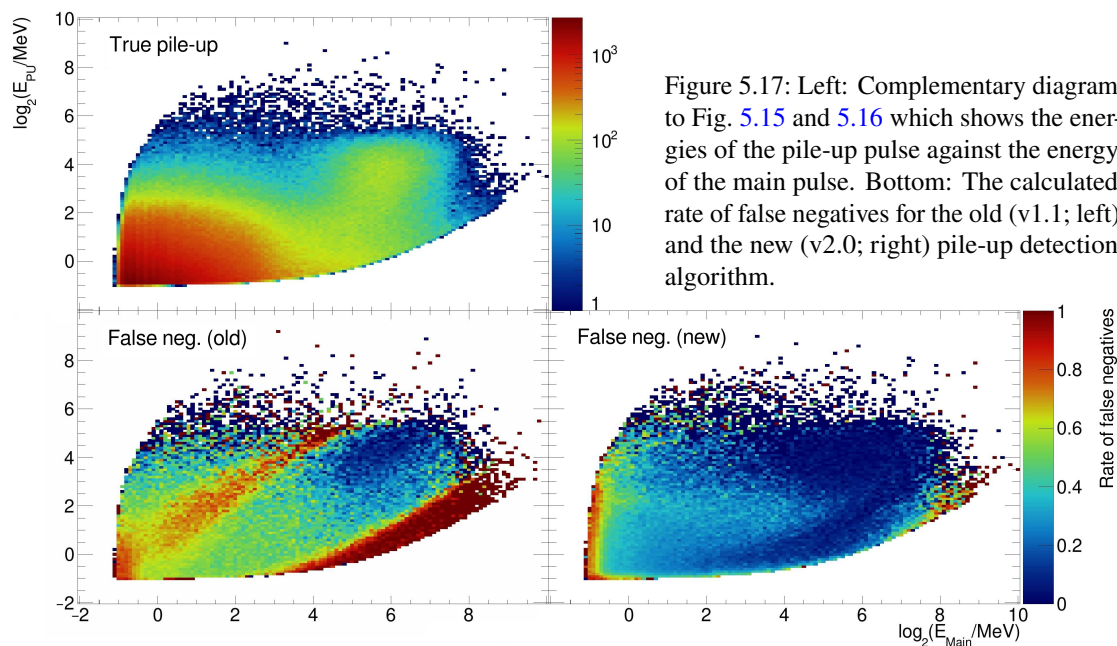 10
8
6
4
2
0
log₂(E_PU/MeV)
True pile-up
10³
10²
10
1
Figure 5.17: Left: Complementary diagram
to Fig. 5.15 and 5.16 which shows the ener-
gies of the pile-up pulse against the energy
of the main pulse. Bottom: The calculated
rate of false negatives for the old (v1.1; left)
and the new (v2.0; right) pile-up detection
algorithm.
False neg. (old)
8
6
4
2
0
−2
−2 0 2 4 6 8
False neg. (new)
0 2 4 6 8 10
log₂(E_Main/MeV)
1
0.8
0.6
0.4
0.2
0
Rate of false negatives